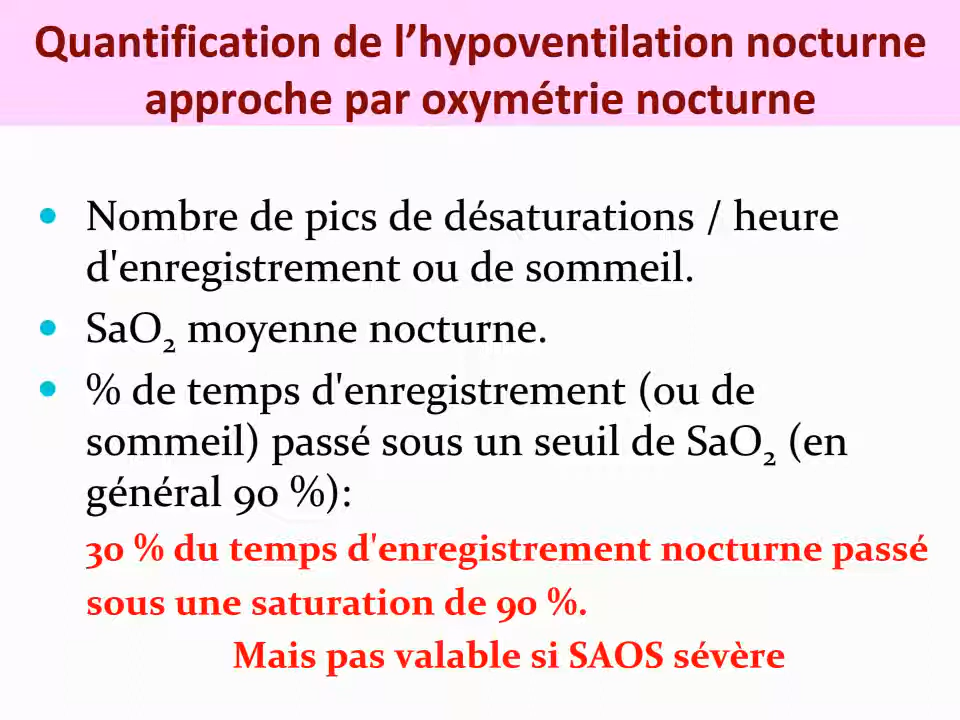 Quantification de l’hypoventilation nocturne
approche par oxymétrie nocturne
• Nombre de pics de désaturations / heure
d'enregistrement ou de sommeil.
• SaO₂ moyenne nocturne.
• % de temps d'enregistrement (ou de
sommeil) passé sous un seuil de SaO₂ (en
général 90 %):
30 % du temps d'enregistrement nocturne passé
sous une saturation de 90 %.
Mais pas valable si SAOS sévère